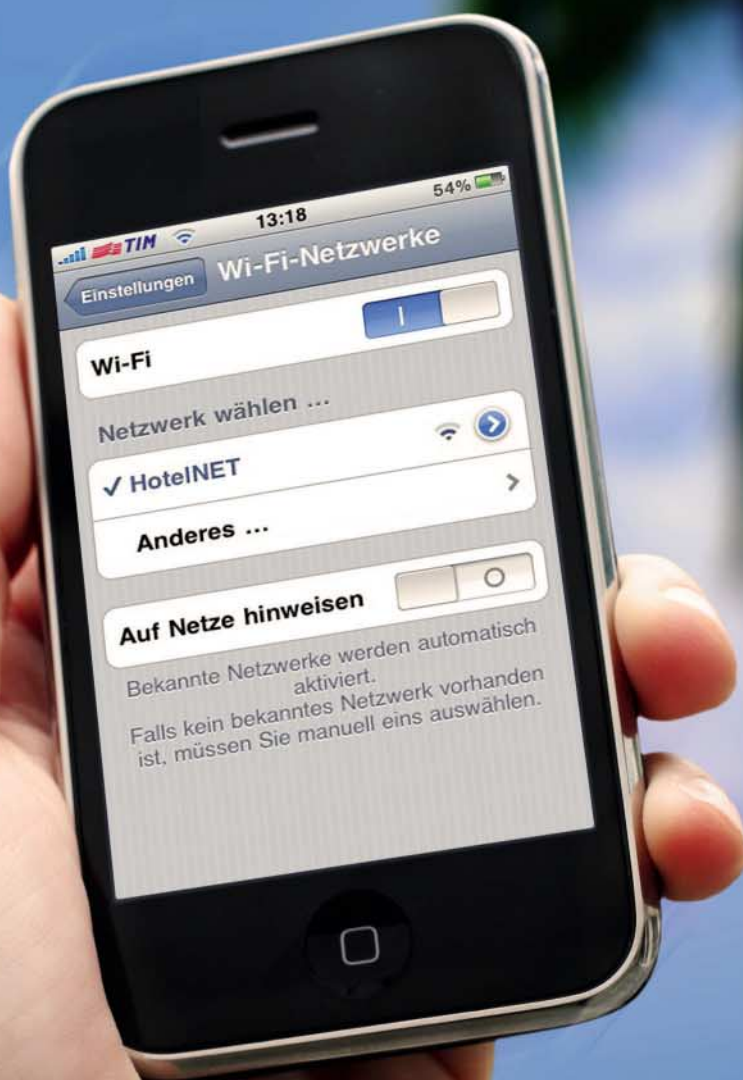 TIM 13:18 54%
Einstellungen Wi-Fi-Netzwerke
Wi-Fi
Netzwerk wählen ...
✓ HotelNET
Anderes ...
Auf Netze hinweisen
Bekannte Netzwerke werden automatisch
aktiviert.
Falls kein bekanntes Netzwerk vorhanden
ist, müssen Sie manuell eins auswählen.